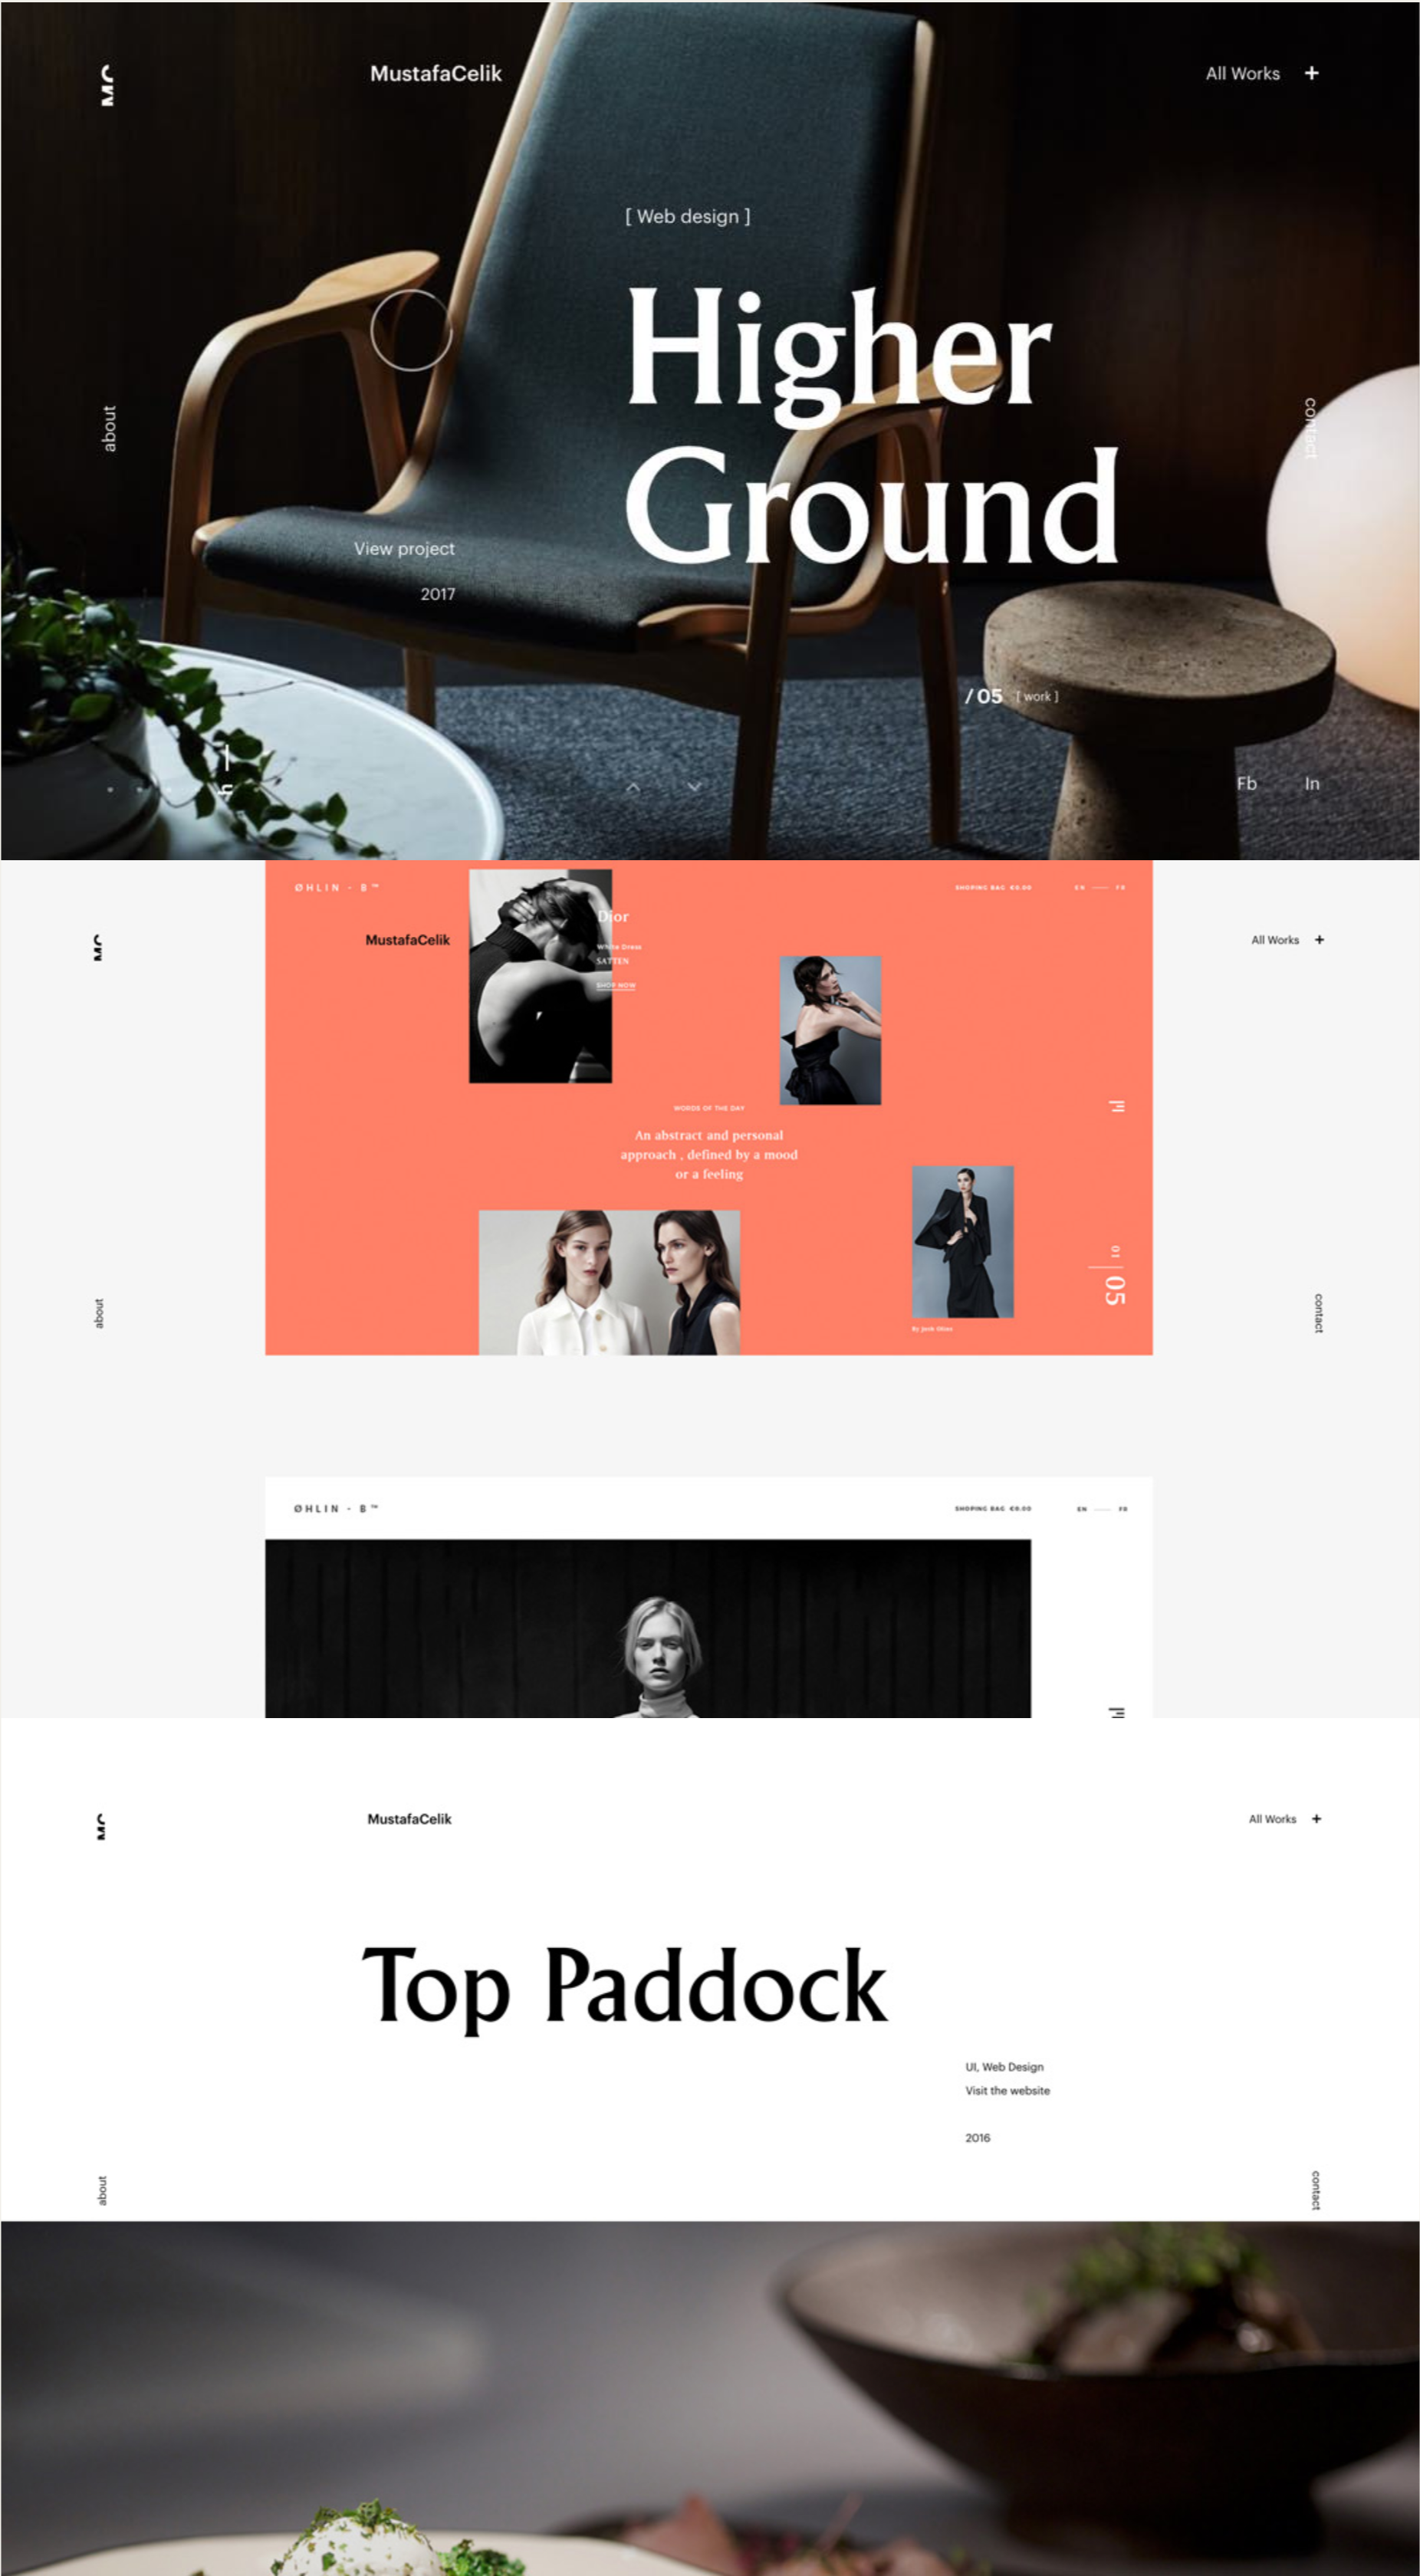 MC
MustafaCelik
All Works +
[ Web design ]
Higher
Ground
about
contact
View project
2017
/ 05 [ work ]
Fb In
ØHLIN - B™
SHOPING BAG €0.00
EN FR
MC
MustafaCelik
All Works +
Dior
White Dress
SATTEN
SHOP NOW
WORDS OF THE DAY
An abstract and personal
approach , defined by a mood
or a feeling
01
05
about
contact
ØHLIN - B™
SHOPING BAG €0.00
EN FR
MC
MustafaCelik
All Works +
Top Paddock
UI, Web Design
Visit the website
2016
about
contact